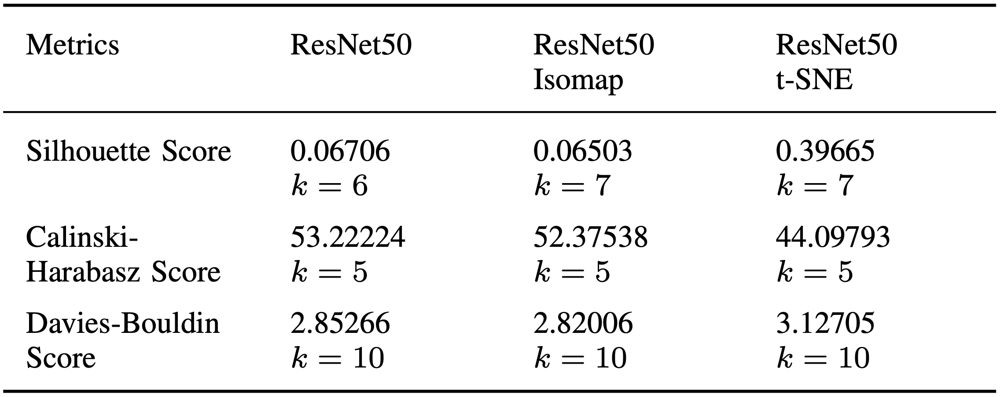 Metrics ResNet50 ResNet50 ResNet50
Isomap t-SNE
Silhouette Score 0.06706 0.06503 0.39665
k = 6 k = 7 k = 7
Calinski- 53.22224 52.37538 44.09793
Harabasz Score k = 5 k = 5 k = 5
Davies-Bouldin 2.85266 2.82006 3.12705
Score k = 10 k = 10 k = 10